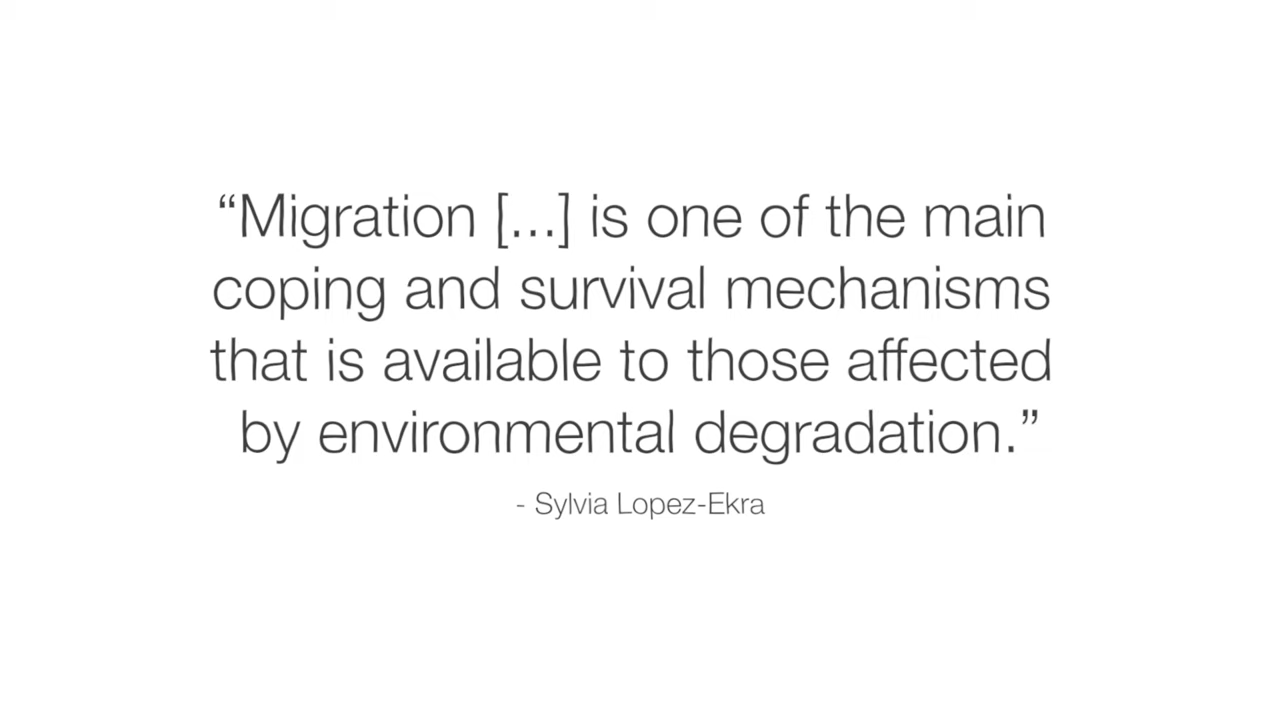 “Migration [...] is one of the main
coping and survival mechanisms
that is available to those affected
by environmental degradation.”
- Sylvia Lopez-Ekra